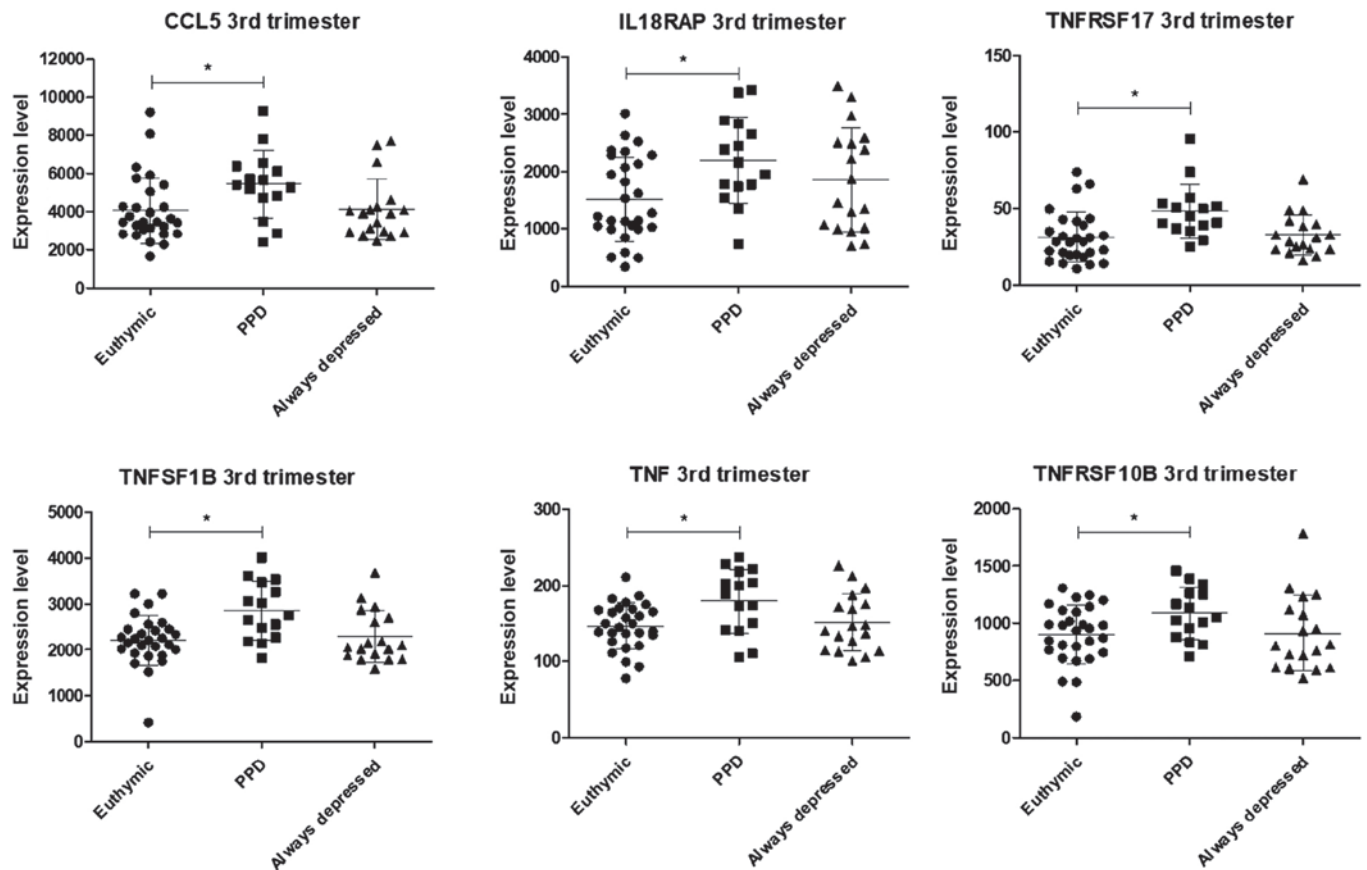 CCL5 3rd trimester
Expression level
12000
10000
8000
6000
4000
2000
0
*
Euthymic
PPD
Always depressed
IL18RAP 3rd trimester
Expression level
4000
3000
2000
1000
0
*
Euthymic
PPD
Always depressed
TNFRSF17 3rd trimester
Expression level
150
100
50
0
*
Euthymic
PPD
Always depressed
TNFSF1B 3rd trimester
Expression level
5000
4000
3000
2000
1000
0
*
Euthymic
PPD
Always depressed
TNF 3rd trimester
Expression level
300
200
100
0
*
Euthymic
PPD
Always depressed
TNFRSF10B 3rd trimester
Expression level
2000
1500
1000
500
0
*
Euthymic
PPD
Always depressed